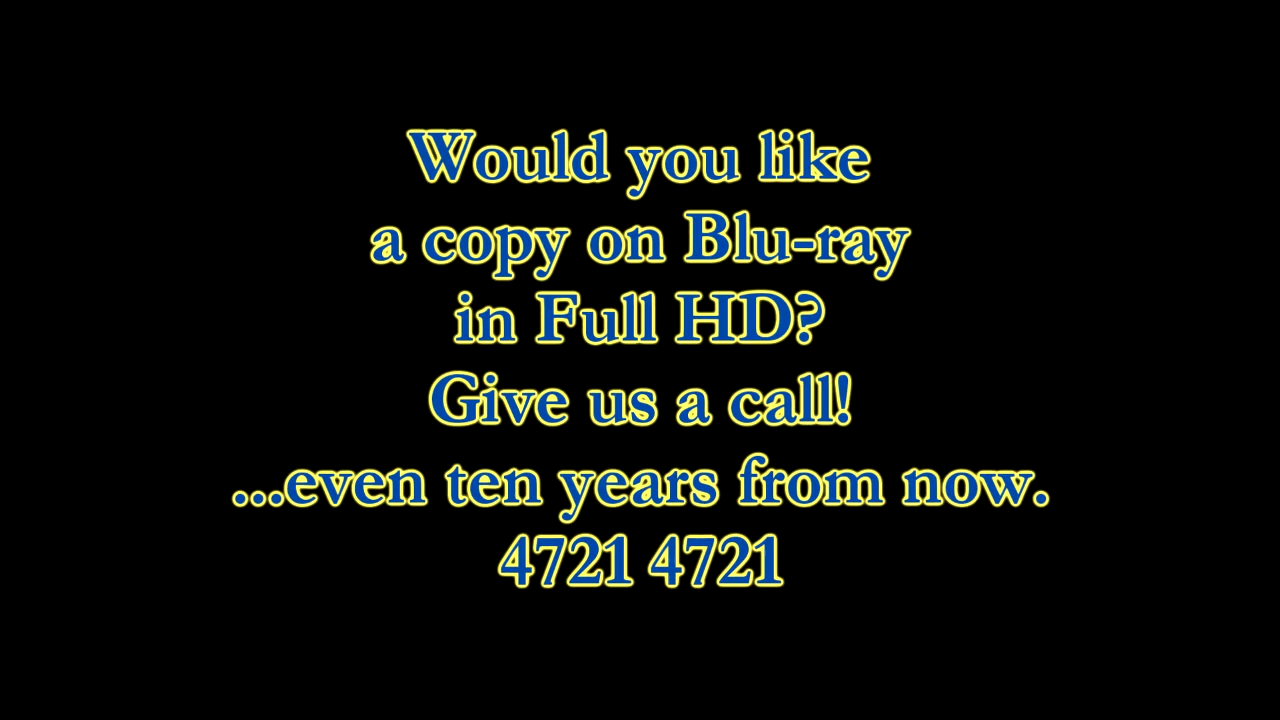 Would you like
a copy on Blu-ray
in Full HD?
Give us a call!
...even ten years from now.
4721 4721